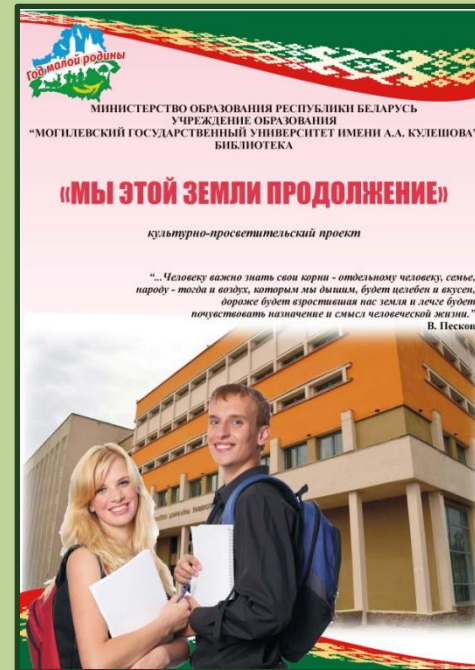 Год малой родины
МИНИСТЕРСТВО ОБРАЗОВАНИЯ РЕСПУБЛИКИ БЕЛАРУСЬ
УЧРЕЖДЕНИЕ ОБРАЗОВАНИЯ
“МОГИЛЕВСКИЙ ГОСУДАРСТВЕННЫЙ УНИВЕРСИТЕТ ИМЕНИ А.А. КУЛЕШОВА”
БИБЛИОТЕКА
«МЫ ЭТОЙ ЗЕМЛИ ПРОДОЛЖЕНИЕ»
культурно-просветительский проект
“...Человеку важно знать свои корни - отдельному человеку, семье,
народу - тогда и воздух, которым мы дышим, будет целебен и вкусен,
дороже будет взростившая нас земля и легче будет
почувствовать назначение и смысл человеческой жизни.”
В. Песков